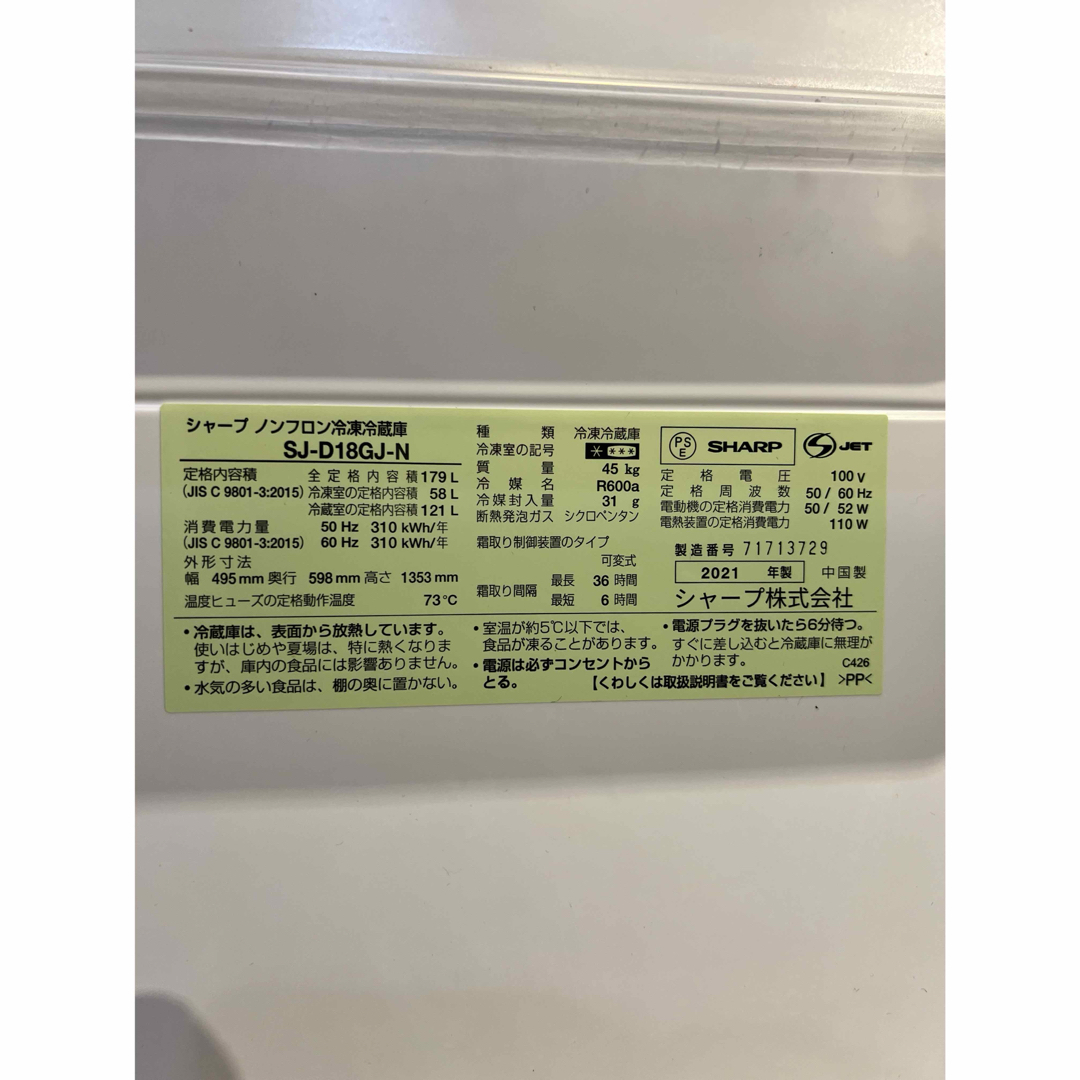 シャープ ノンフロン冷凍冷蔵庫
SJ-D18GJ-N
定格内容積 全定格内容積 179 L
(JIS C 9801-3:2015) 冷凍室の定格内容積 58 L
冷蔵室の定格内容積 121 L
消費電力量 50 Hz 310 kWh/年
(JIS C 9801-3:2015) 60 Hz 310 kWh/年
外形寸法
幅 495 mm 奥行 598 mm 高さ 1353 mm
温度ヒューズの定格動作温度 73℃
種類 冷凍冷蔵庫
冷凍室の記号 * ***
質量 45 kg
冷媒名 R600a
冷媒封入量 31 g
断熱発泡ガス シクロペンタン
霜取り制御装置のタイプ
可変式
霜取り間隔 最長 36 時間
最短 6 時間
PS E SHARP S JET
定格電圧 100 V
定格周波数 50 / 60 Hz
電動機の定格消費電力 50 / 52 W
電熱装置の定格消費電力 110 W
製造番号 71713729
2021 年製 中国製
シャープ株式会社
・冷蔵庫は、表面から放熱しています。
使いはじめや夏場は、特に熱くなりま
すが、庫内の食品には影響ありません。
・水気の多い食品は、棚の奥に置かない。
・室温が約5℃以下では、
食品が凍ることがあります。
・電源は必ずコンセントから
とる。
・電源プラグを抜いたら6分待つ。
すぐに差し込むと冷蔵庫に無理が
かかります。 C426
【くわしくは取扱説明書をご覧ください】 >PP<